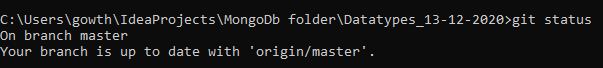 C:\Users\gowth\IdeaProjects\MongoDb folder\Datatypes_13-12-2020>git status
On branch master
Your branch is up to date with 'origin/master'.